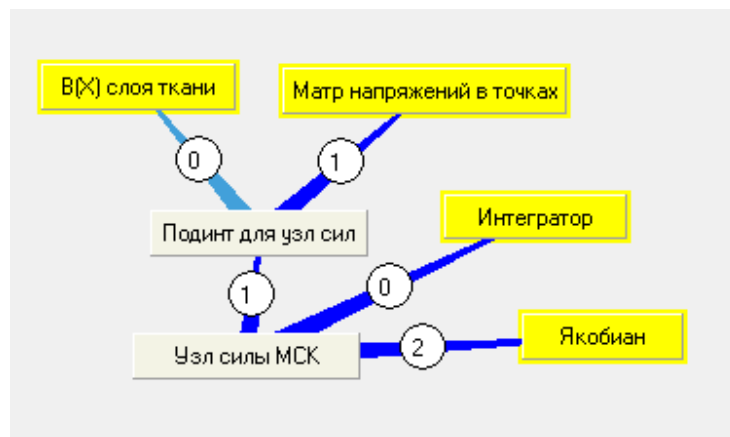 B(X) слоя ткани
Матр напряжений в точках
0
1
Подинт для узл сил
Интегратор
1
0
Якобиан
Узл силы МСК
2